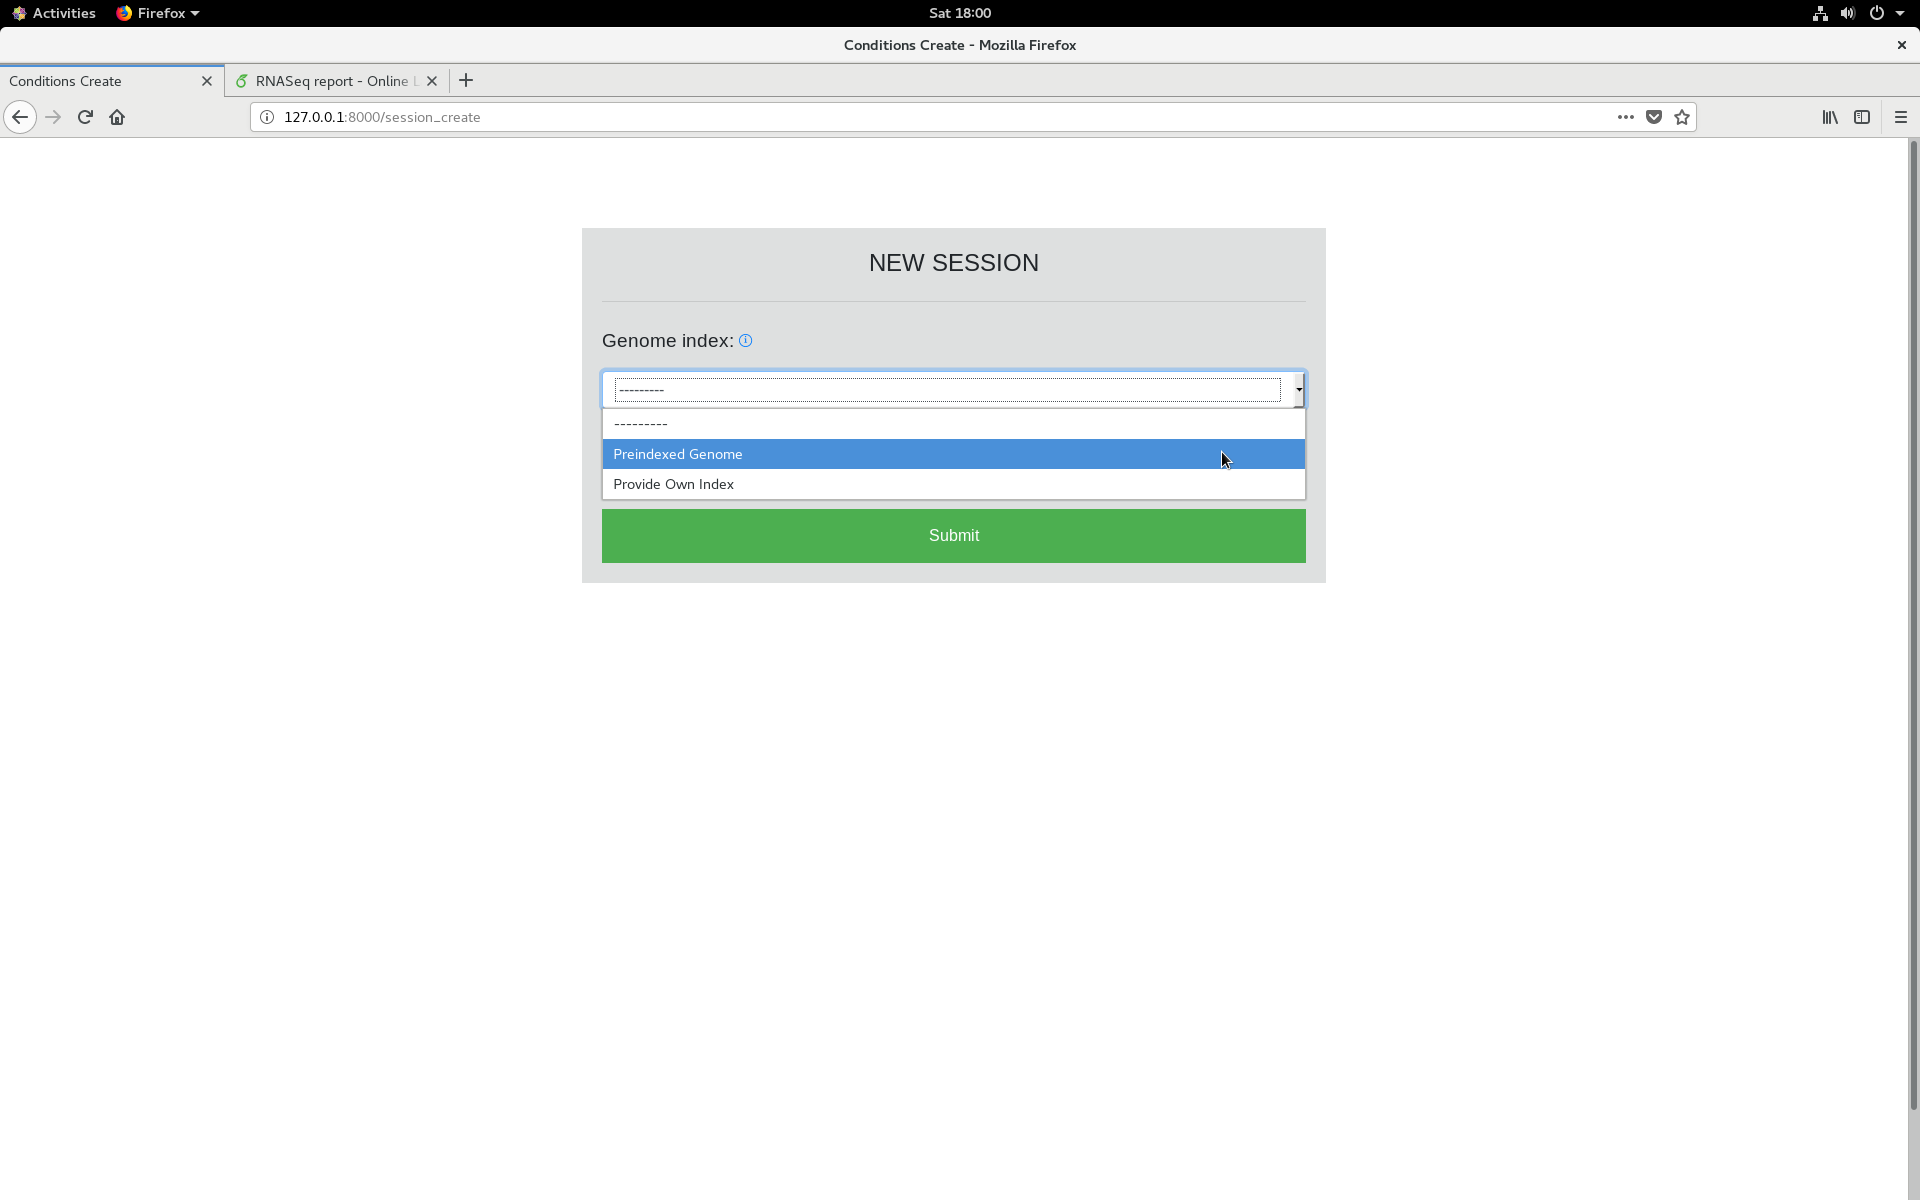 Activities Firefox Sat 18:00
Conditions Create - Mozilla Firefox
Conditions Create RNASeq report - Online
127.0.0.1:8000/session_create
NEW SESSION
Genome index:
---------
---------
Preindexed Genome
Provide Own Index
Submit